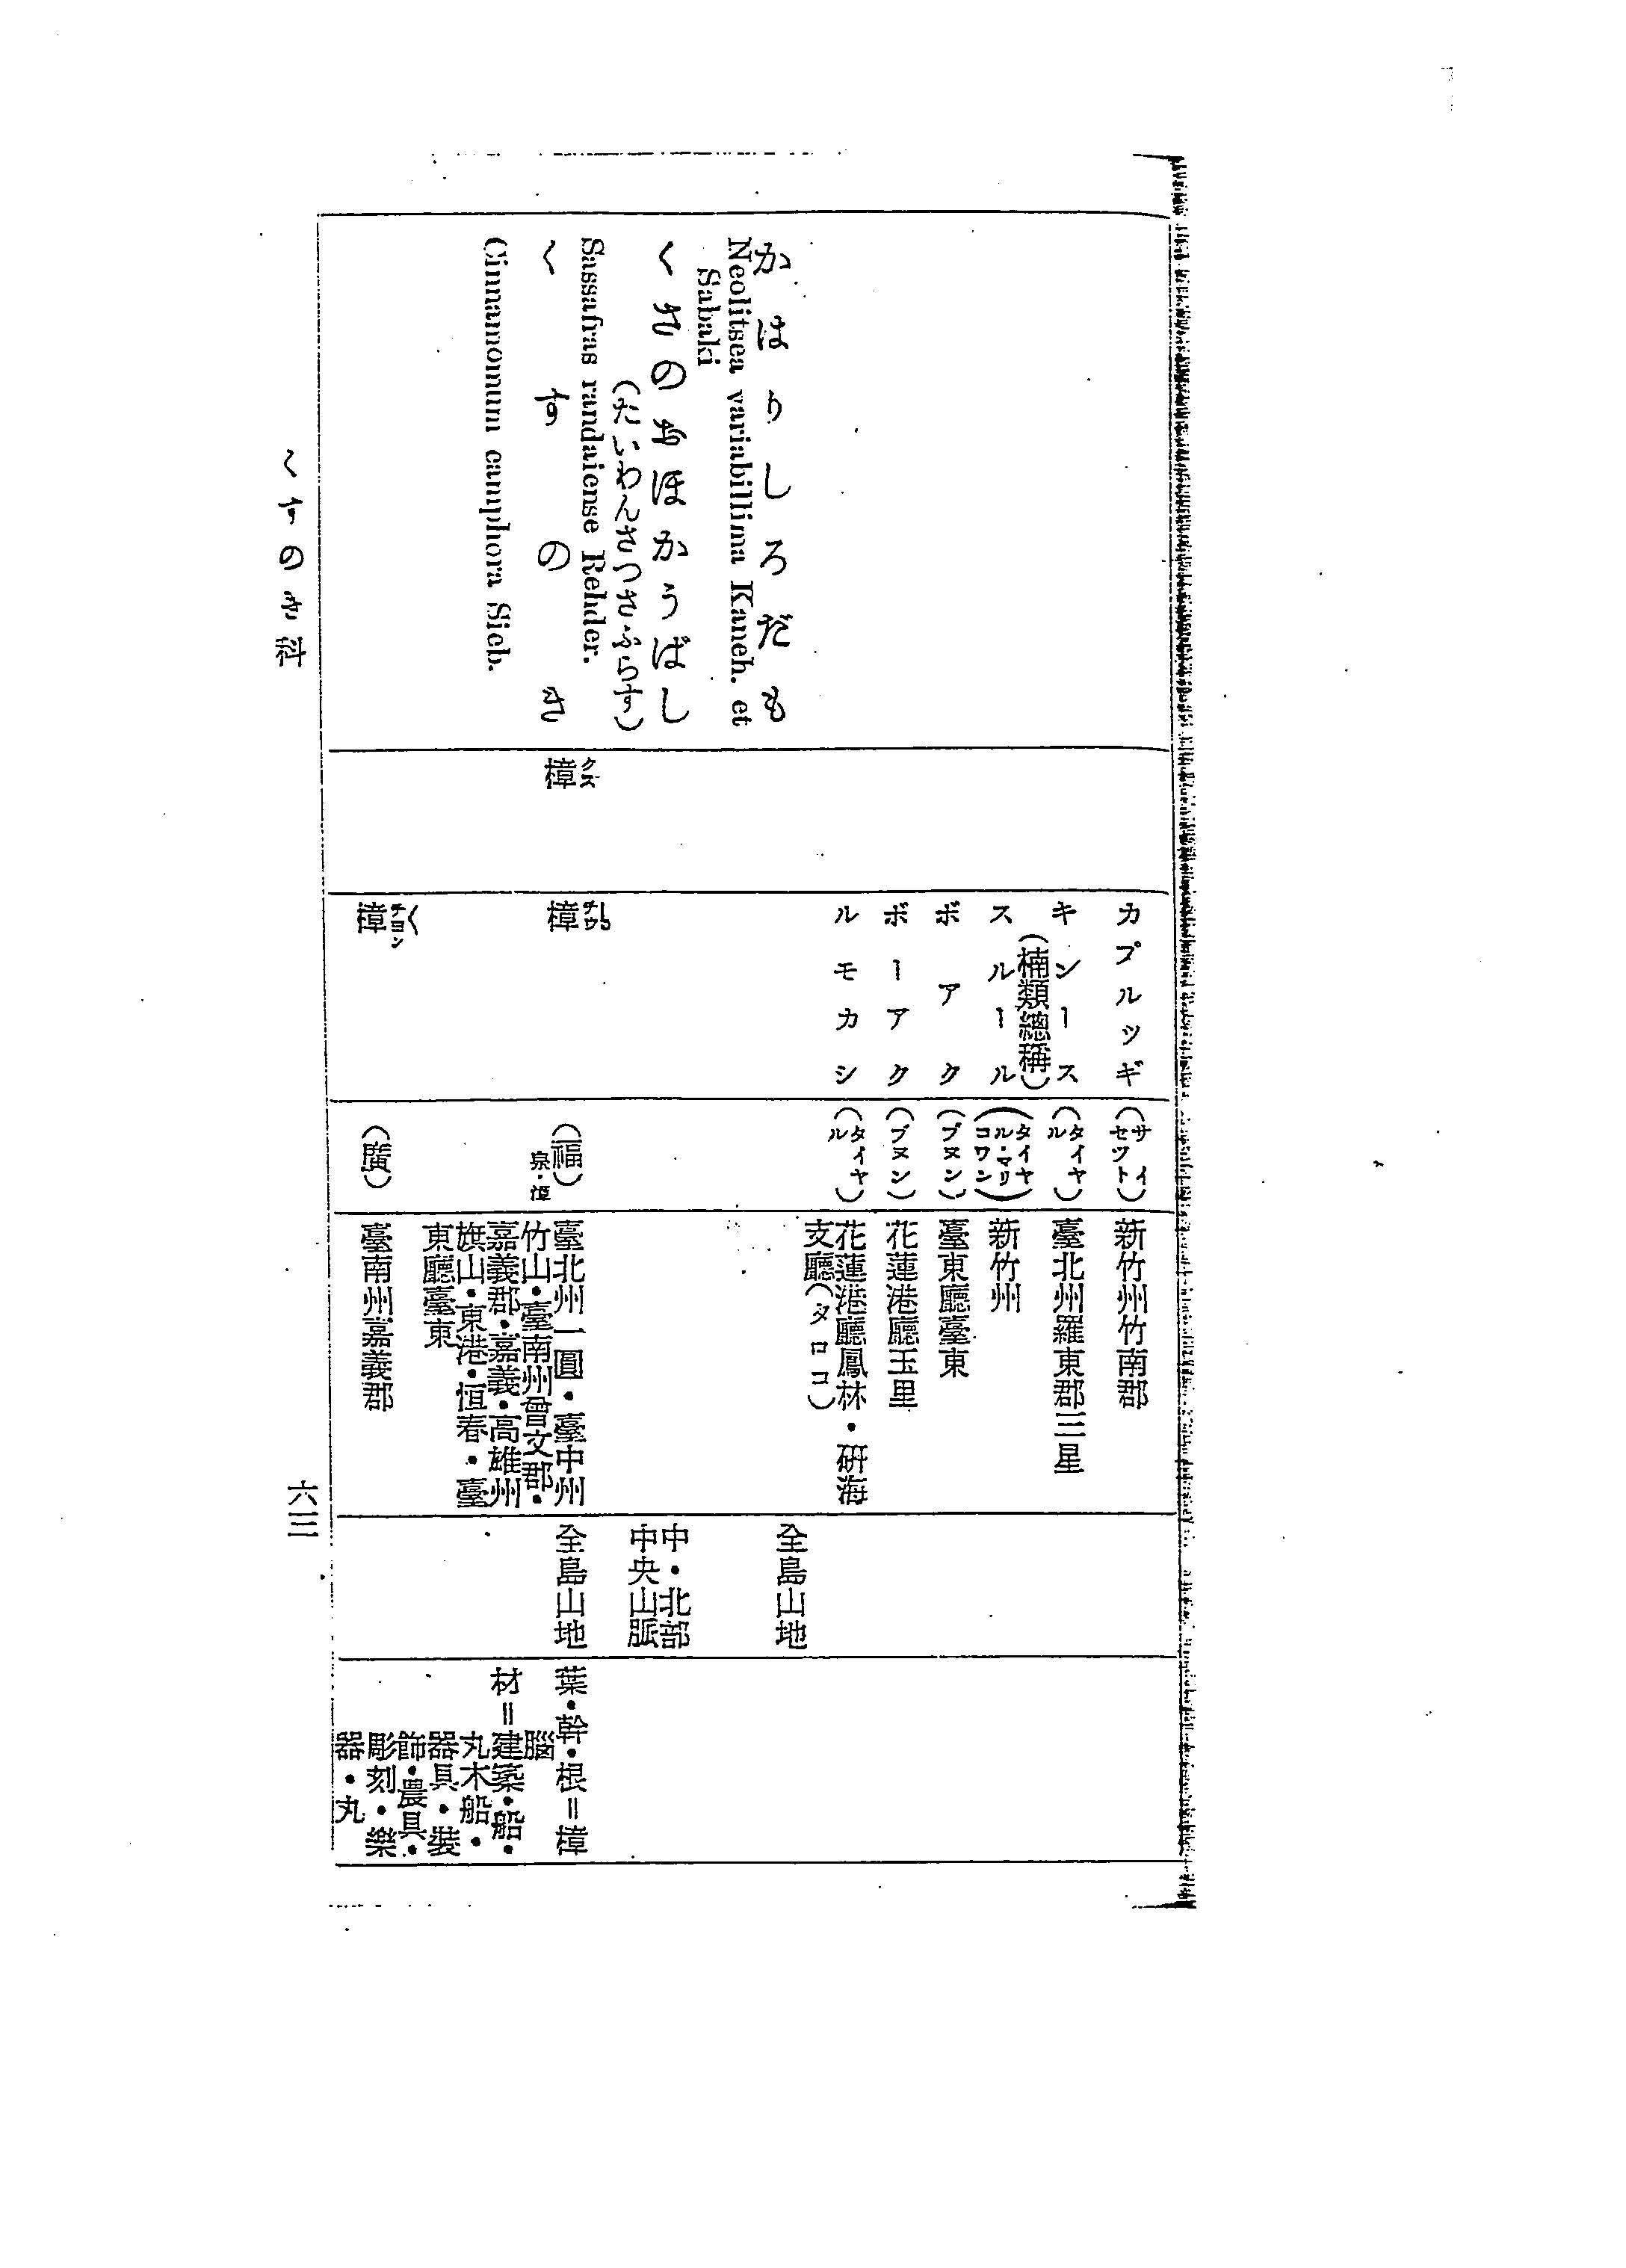 カプルツギ
(サイセツト)
新竹州竹南郡
キンース
(楠類總稱)
(タイヤル)
臺北州羅東郡三星
スルール
(タイヤル・マリコワン)
新竹州
ボアク
(ブヌン)
臺東廳臺東
ボーアク
(ブヌン)
花蓮港廳玉里
ルモカシ
(タイヤル)
花蓮港廳鳳林・研海
支廳(タロコ)
かはりしろだも
Neolitsea variabillima Kaneh. et
Sabaki
全島山地
くさのおほかうばし
(たいわんさつさふらす)
Sassafras randaiense Rehder.
中・北部
中央山脈
くすのき
Cinnamomum camphora Sieb.
樟
クス
樟
(福)
泉・漳
臺北州一圓・臺中州
竹山・臺南州曾文郡・
嘉義郡・嘉義・高雄州
旗山・東港・恒春・臺
東廳臺東
全島山地
葉・幹・根=樟
腦
材=建築・船・
丸木船・
器具・裝
飾・農具・
彫刻・樂
器・丸
樟
(廣)
臺南州嘉義郡
くすのき科
六三